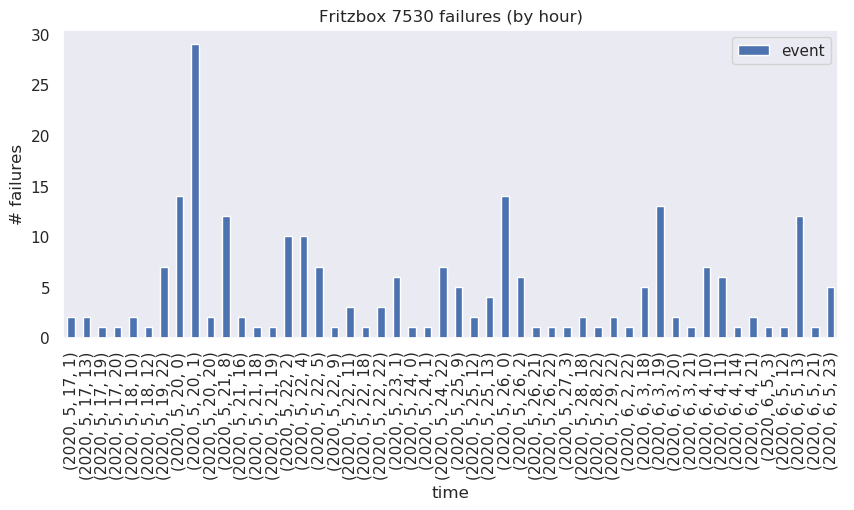 Fritzbox 7530 failures (by hour)
event
# failures
30
25
20
15
10
5
0
(2020, 5, 17, 1)
(2020, 5, 17, 13)
(2020, 5, 17, 19)
(2020, 5, 17, 20)
(2020, 5, 18, 10)
(2020, 5, 18, 12)
(2020, 5, 19, 22)
(2020, 5, 20, 0)
(2020, 5, 20, 1)
(2020, 5, 20, 20)
(2020, 5, 21, 8)
(2020, 5, 21, 16)
(2020, 5, 21, 18)
(2020, 5, 21, 19)
(2020, 5, 22, 2)
(2020, 5, 22, 4)
(2020, 5, 22, 5)
(2020, 5, 22, 9)
(2020, 5, 22, 11)
(2020, 5, 22, 18)
(2020, 5, 22, 22)
(2020, 5, 23, 1)
(2020, 5, 24, 0)
(2020, 5, 24, 1)
(2020, 5, 24, 22)
(2020, 5, 25, 9)
(2020, 5, 25, 12)
(2020, 5, 25, 13)
(2020, 5, 26, 0)
(2020, 5, 26, 2)
(2020, 5, 26, 21)
(2020, 5, 26, 22)
(2020, 5, 27, 3)
(2020, 5, 28, 18)
(2020, 5, 28, 22)
(2020, 5, 29, 22)
(2020, 6, 2, 22)
(2020, 6, 3, 18)
(2020, 6, 3, 19)
(2020, 6, 3, 20)
(2020, 6, 3, 21)
(2020, 6, 4, 10)
(2020, 6, 4, 11)
(2020, 6, 4, 14)
(2020, 6, 4, 21)
(2020, 6, 5, 3)
(2020, 6, 5, 12)
(2020, 6, 5, 13)
(2020, 6, 5, 21)
(2020, 6, 5, 23)
time